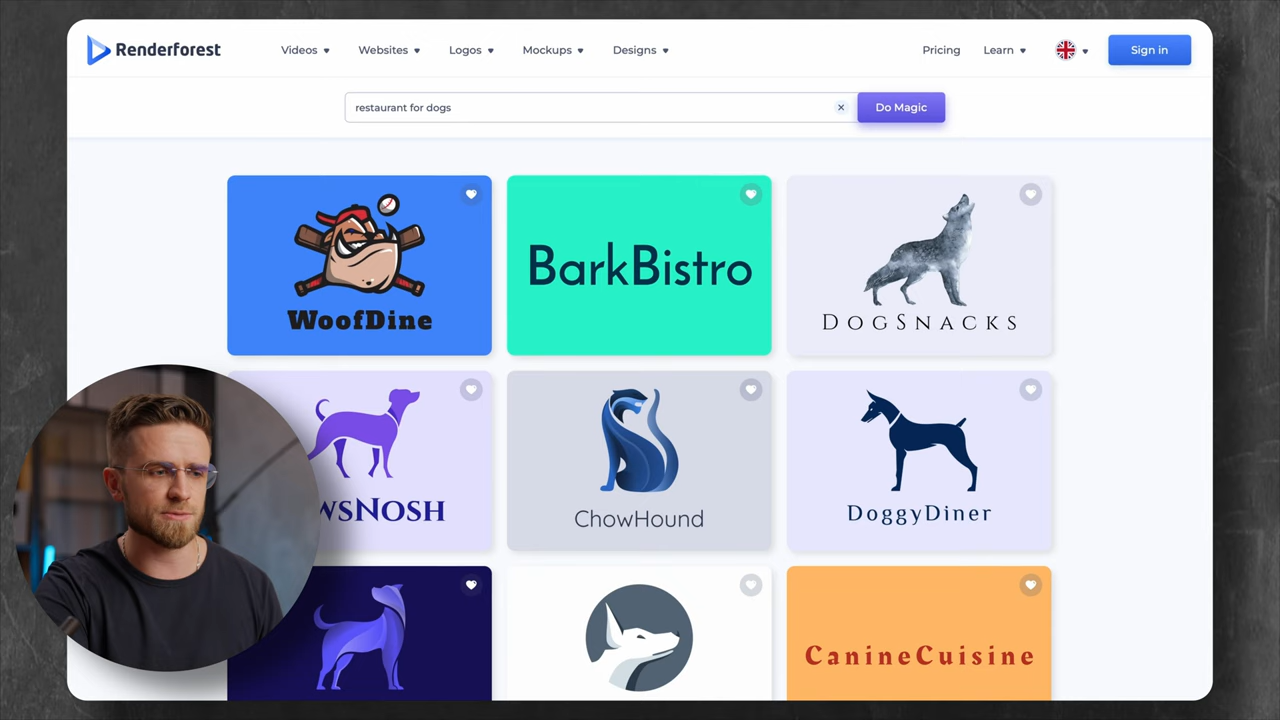 Renderforest
Videos
Websites
Logos
Mockups
Designs
Pricing
Learn
Sign in
restaurant for dogs
Do Magic
WoofDine
BarkBistro
DogSnacks
wsNosh
ChowHound
DoggyDiner
CanineCuisine